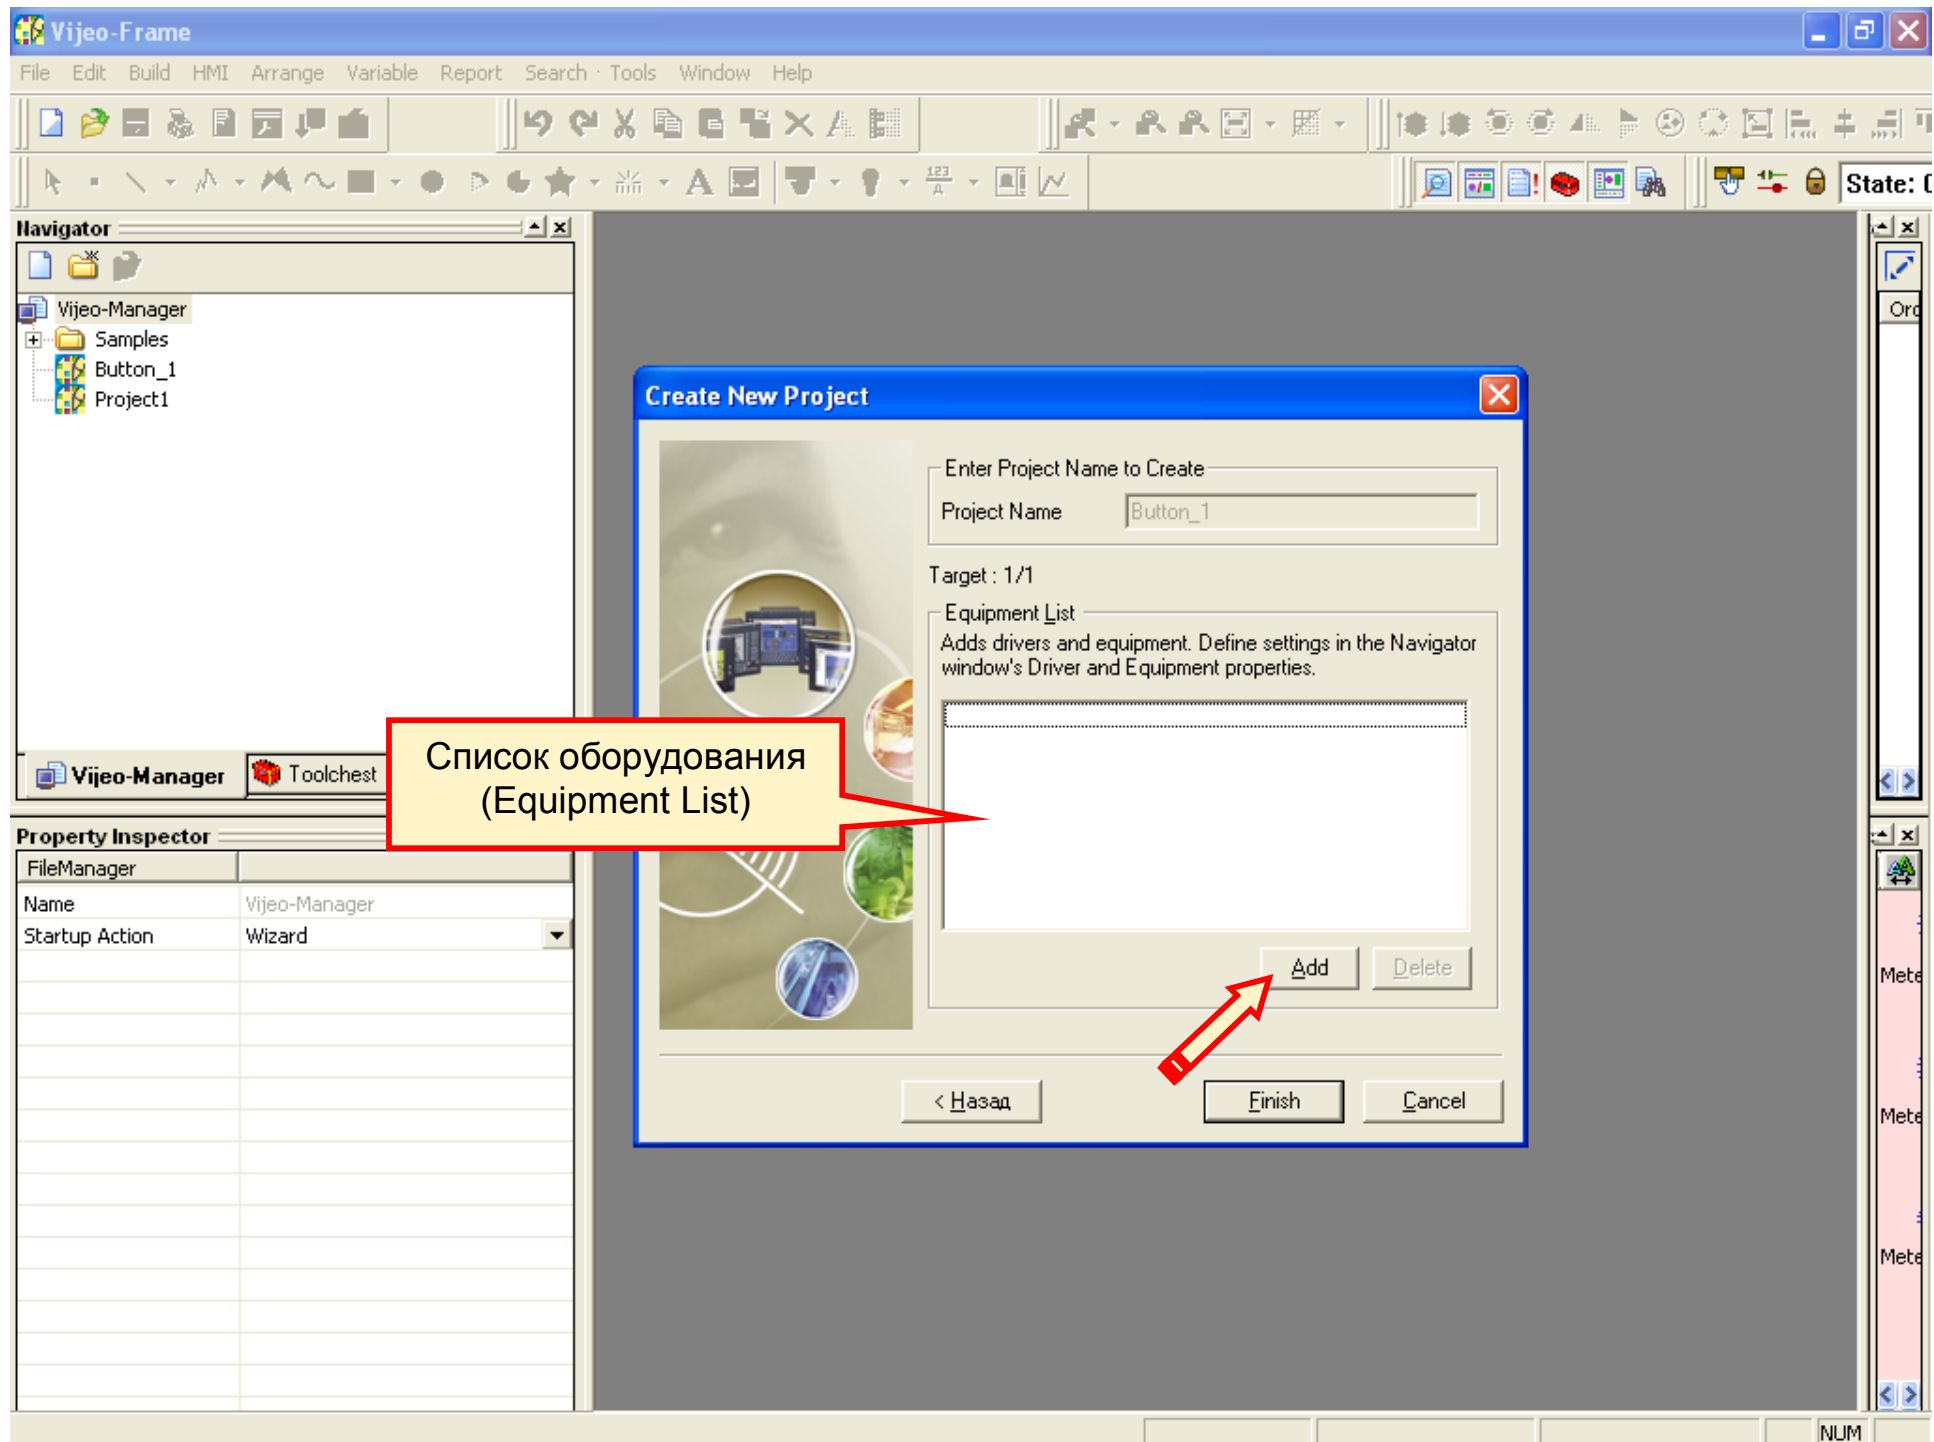 Vijeo-Frame
File Edit Build HMI Arrange Variable Report Search Tools Window Help
123
A
State:
Navigator
Vijeo-Manager
Samples
Button_1
Project1
Vijeo-Manager
Toolchest
Property Inspector
FileManager
Name Vijeo-Manager
Startup Action Wizard
Список оборудования
(Equipment List)
Create New Project
Enter Project Name to Create
Project Name Button_1
Target : 1/1
Equipment List
Adds drivers and equipment. Define settings in the Navigator
window's Driver and Equipment properties.
Add Delete
< Назад Finish Cancel
NUM